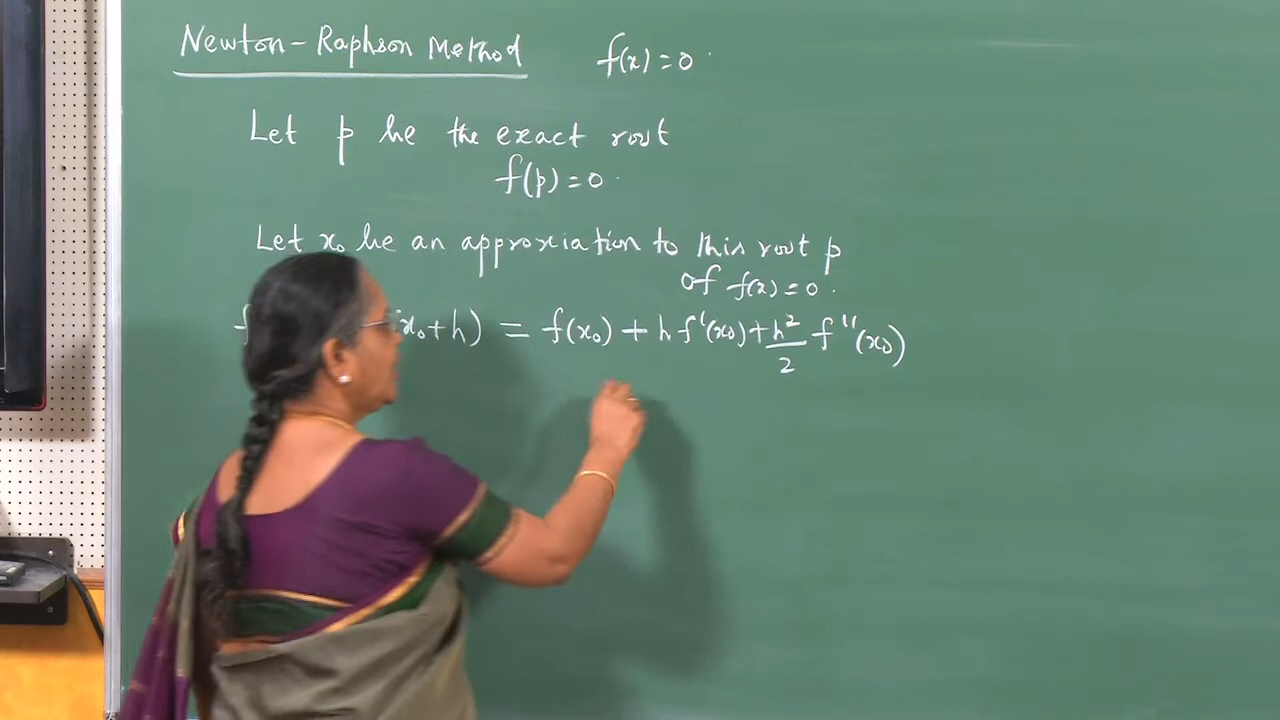 Newton-Raphson Method f(x)=0.
Let p be the exact root
f(p)=0.
Let x₀ be an approxiation to this root p
of f(x)=0.
f x₀+h) = f(x₀) + h f'(x₀) + h²/2 f''(x₀)